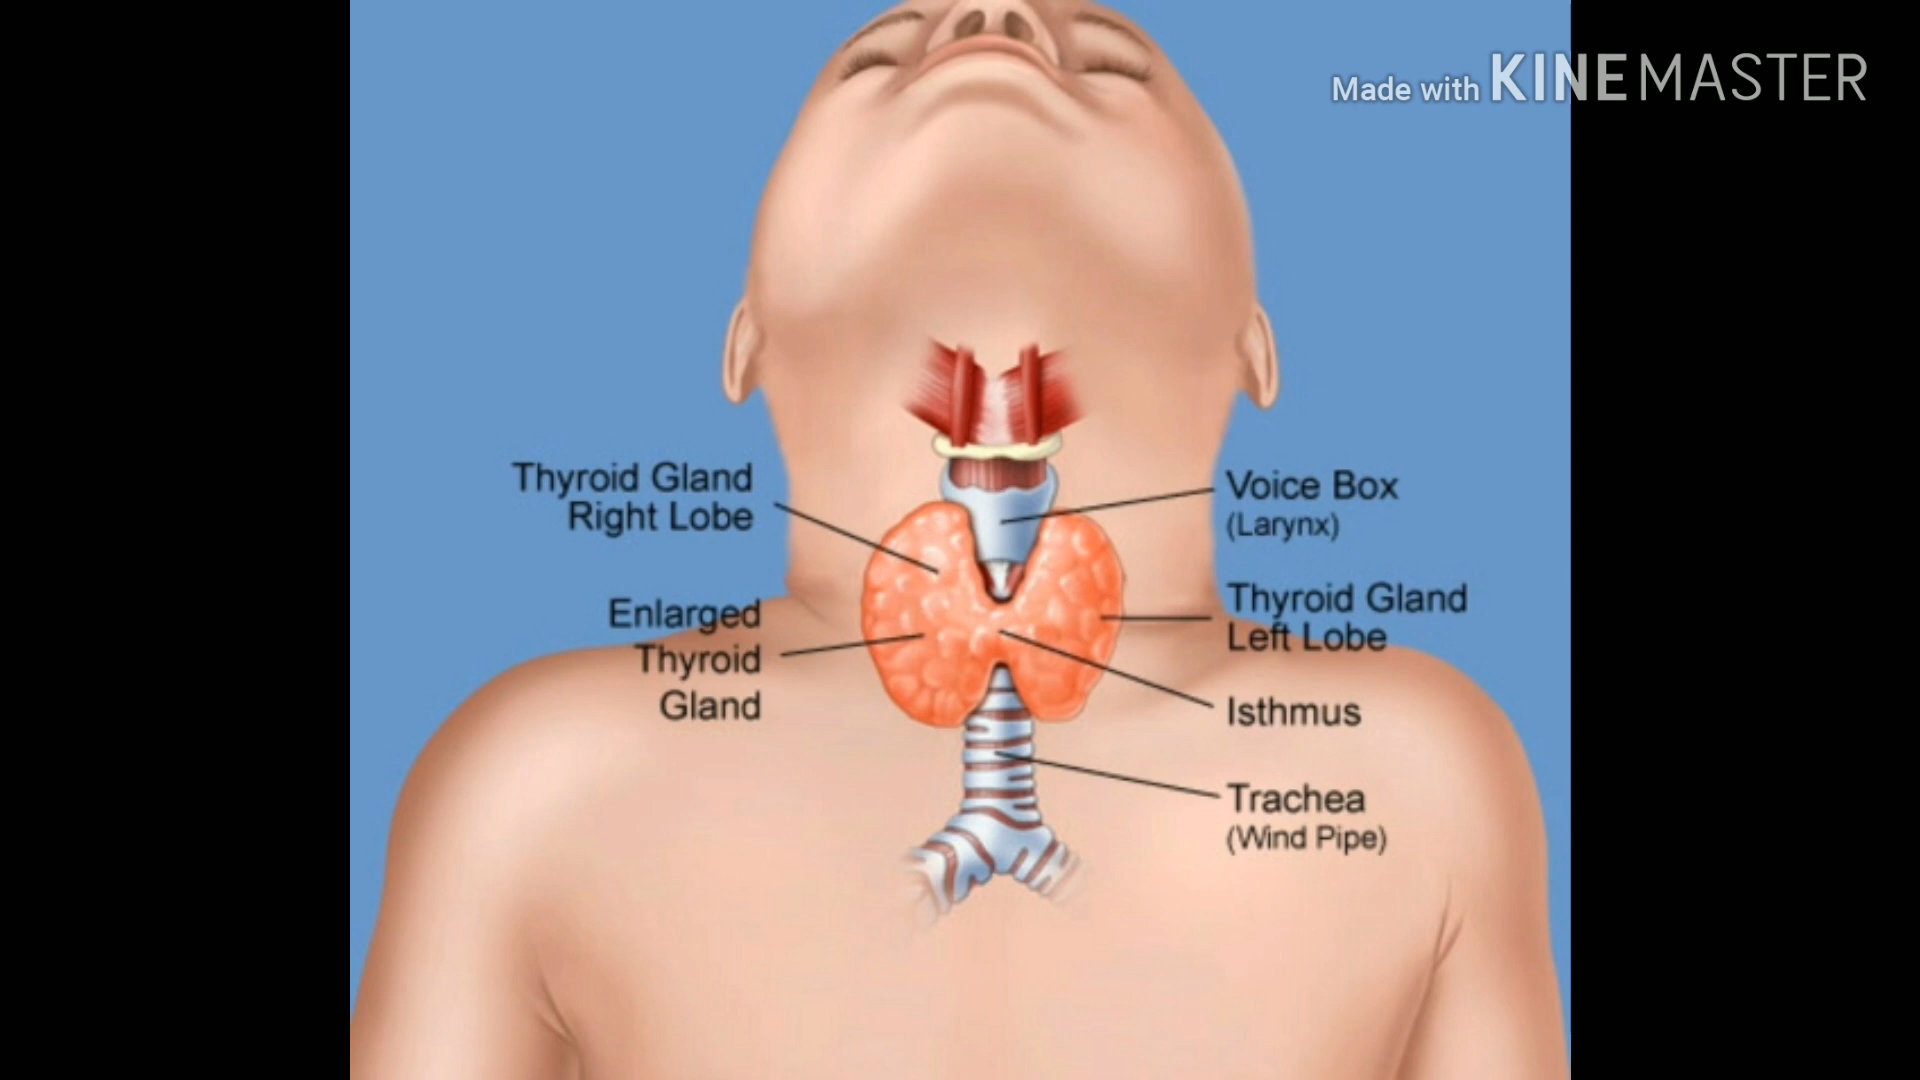 Made with KINEMASTER
Thyroid Gland
Right Lobe
Enlarged
Thyroid
Gland
Voice Box
(Larynx)
Thyroid Gland
Left Lobe
Isthmus
Trachea
(Wind Pipe)